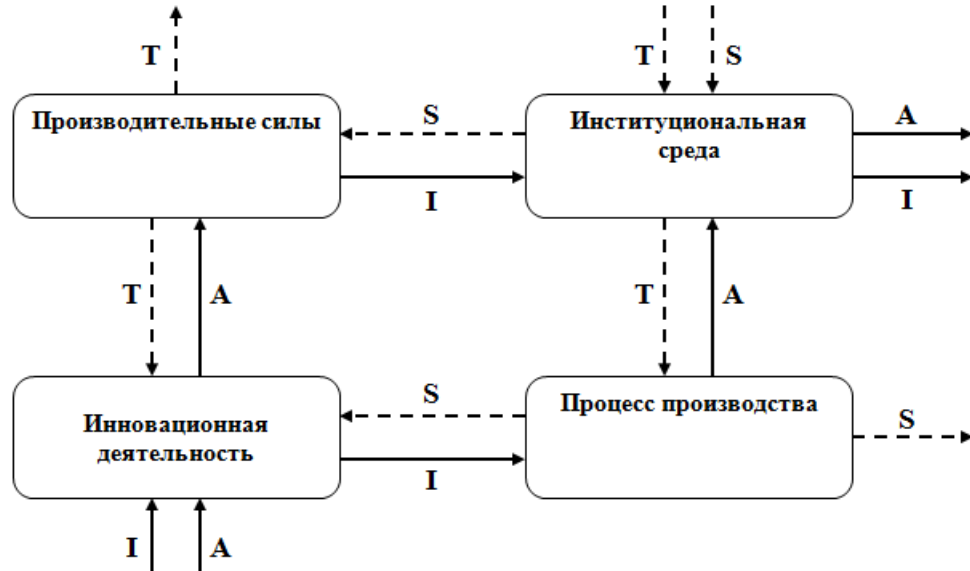 T
T
S
Производительные силы
S
Институциональная
среда
A
I
I
T
A
T
A
Инновационная
деятельность
S
Процесс производства
S
I
I
A